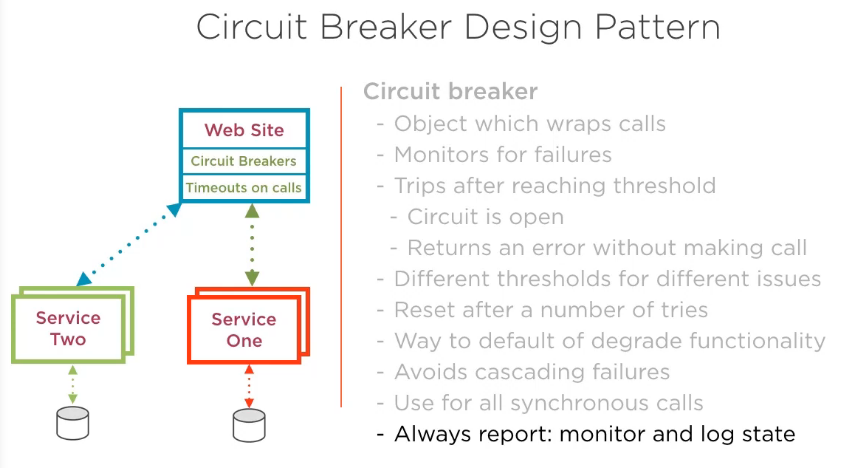 Circuit Breaker Design Pattern
Web Site
Circuit Breakers
Timeouts on calls
Service
Two
Service
One
Circuit breaker
- Object which wraps calls
- Monitors for failures
- Trips after reaching threshold
- Circuit is open
- Returns an error without making call
- Different thresholds for different issues
- Reset after a number of tries
- Way to default of degrade functionality
- Avoids cascading failures
- Use for all synchronous calls
- Always report: monitor and log state